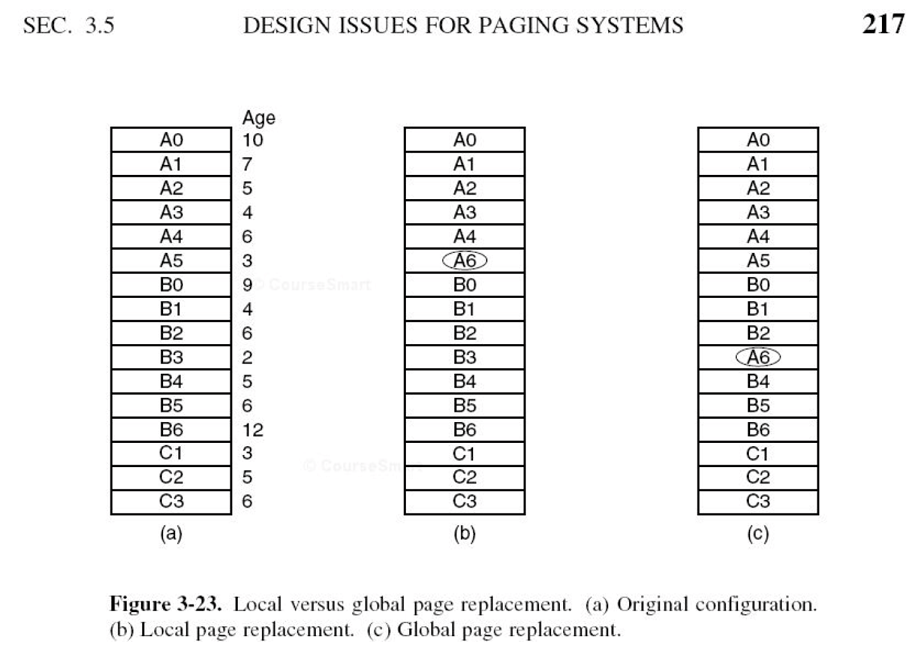 SEC. 3.5 DESIGN ISSUES FOR PAGING SYSTEMS 217
Age
A0 10 A0 A0
A1 7 A1 A1
A2 5 A2 A2
A3 4 A3 A3
A4 6 A4 A4
A5 3 A6 A5
B0 9 B0 B0
© CourseSmart
B1 4 B1 B1
B2 6 B2 B2
B3 2 B3 A6
B4 5 B4 B4
B5 6 B5 B5
B6 12 B6 B6
C1 3 C1 C1
© CourseSmart
C2 5 C2 C2
C3 6 C3 C3
(a) (b) (c)
Figure 3-23. Local versus global page replacement. (a) Original configuration.
(b) Local page replacement. (c) Global page replacement.